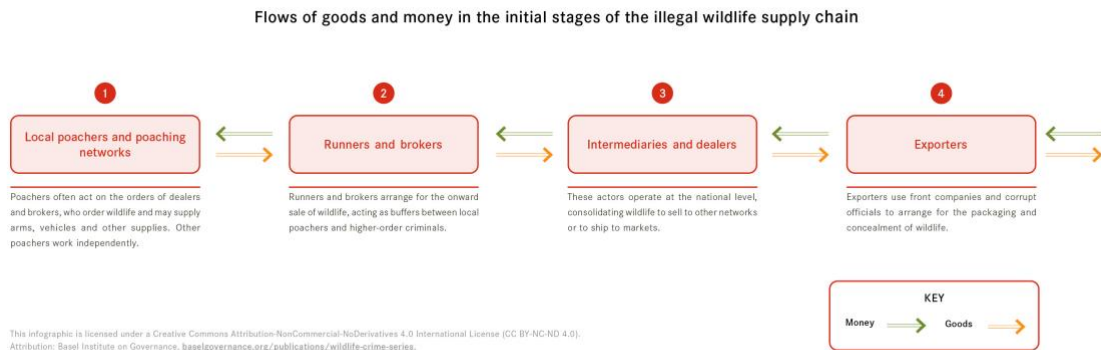 Flows of goods and money in the initial stages of the illegal wildlife supply chain
1
Local poachers and poaching
networks
Poachers often act on the orders of dealers
and brokers, who order wildlife and may supply
arms, vehicles and other supplies. Other
poachers work independently.
2
Runners and brokers
Runners and brokers arrange for the onward
sale of wildlife, acting as buffers between local
poachers and higher-order criminals.
3
Intermediaries and dealers
These actors operate at the national level,
consolidating wildlife to sell to other networks
or to ship to markets.
4
Exporters
Exporters use front companies and corrupt
officials to arrange for the packaging and
concealment of wildlife.
KEY
Money
Goods
This infographic is licensed under a Creative Commons Attribution-NonCommercial-NoDerivatives 4.0 International License (CC BY-NC-ND 4.0).
Attribution: Basel Institute on Governance, baselgovernance.org/publications/wildlife-crime-series.